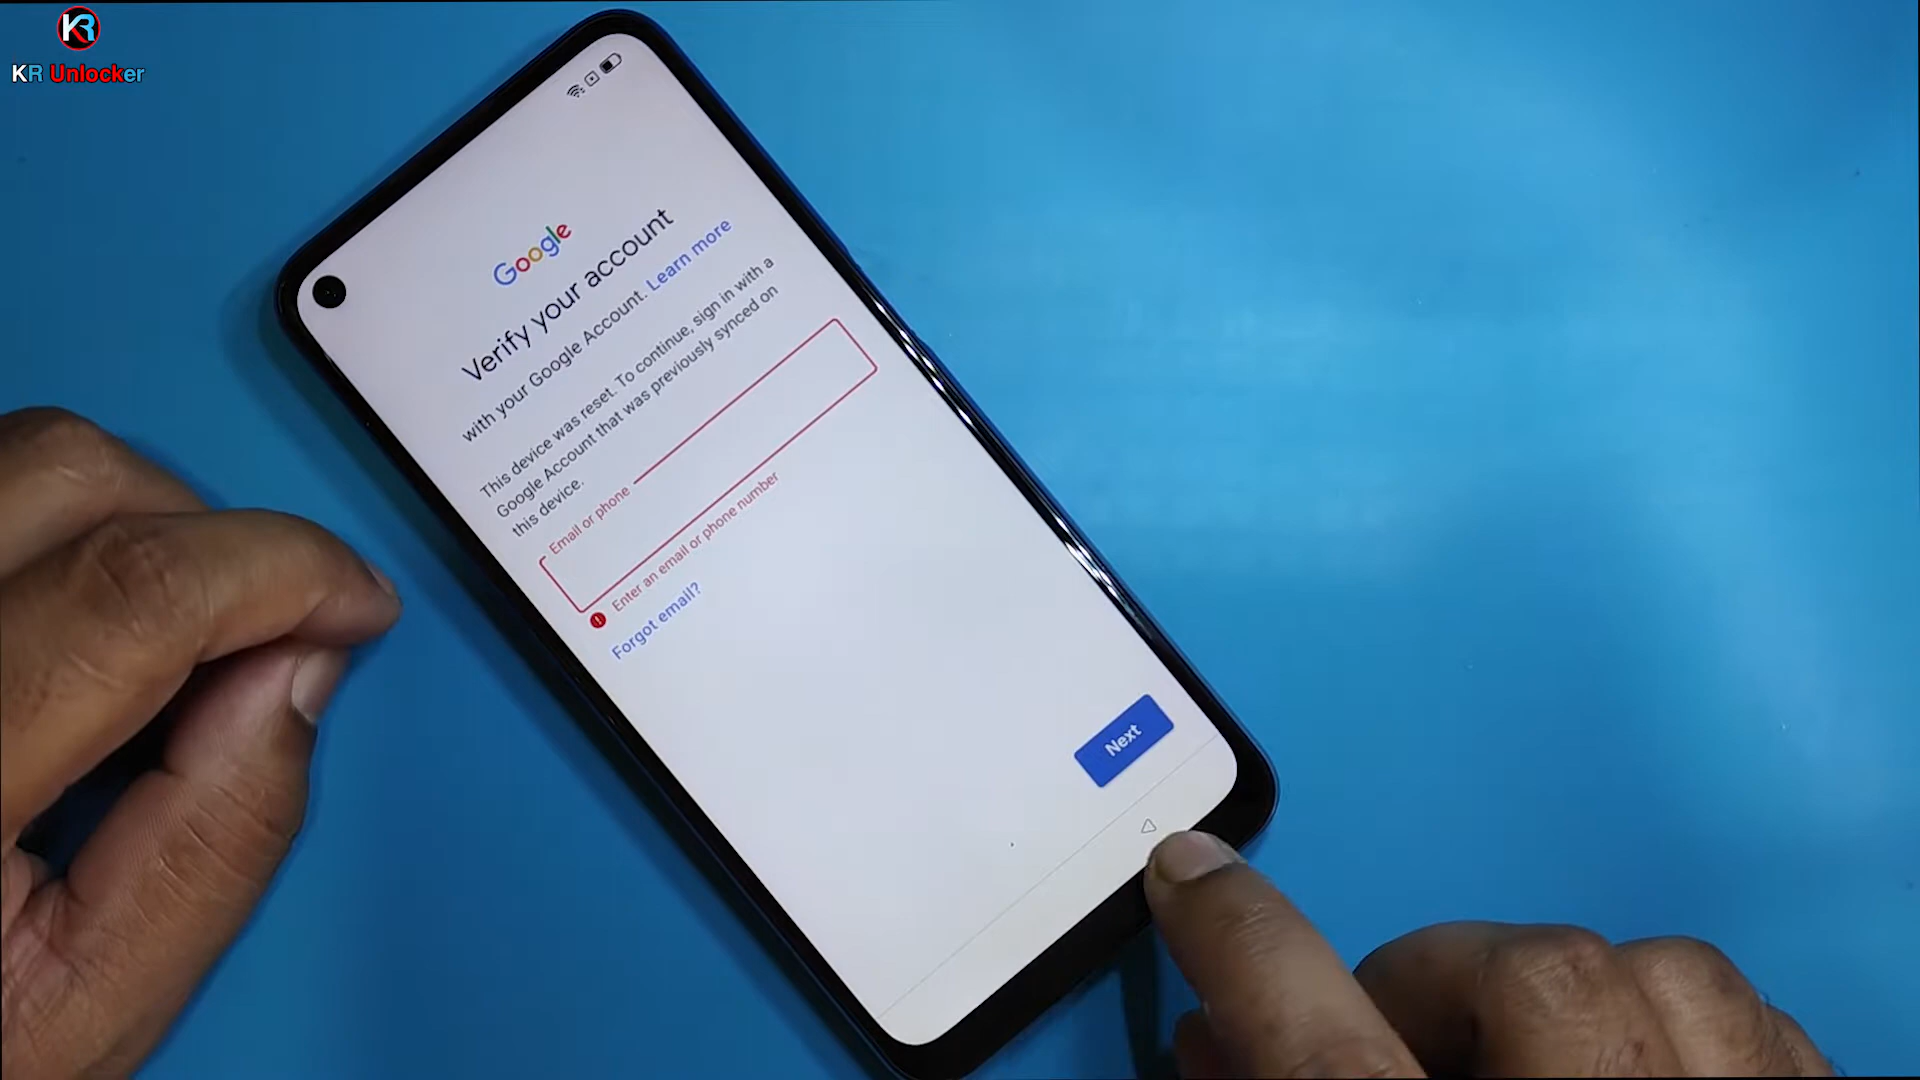 KR
KR Unlocker
Google
Verify your account
with your Google Account. Learn more
This device was reset. To continue, sign in with a
Google Account that was previously synced on
this device.
Email or phone
Enter an email or phone number
Forgot email?
Next